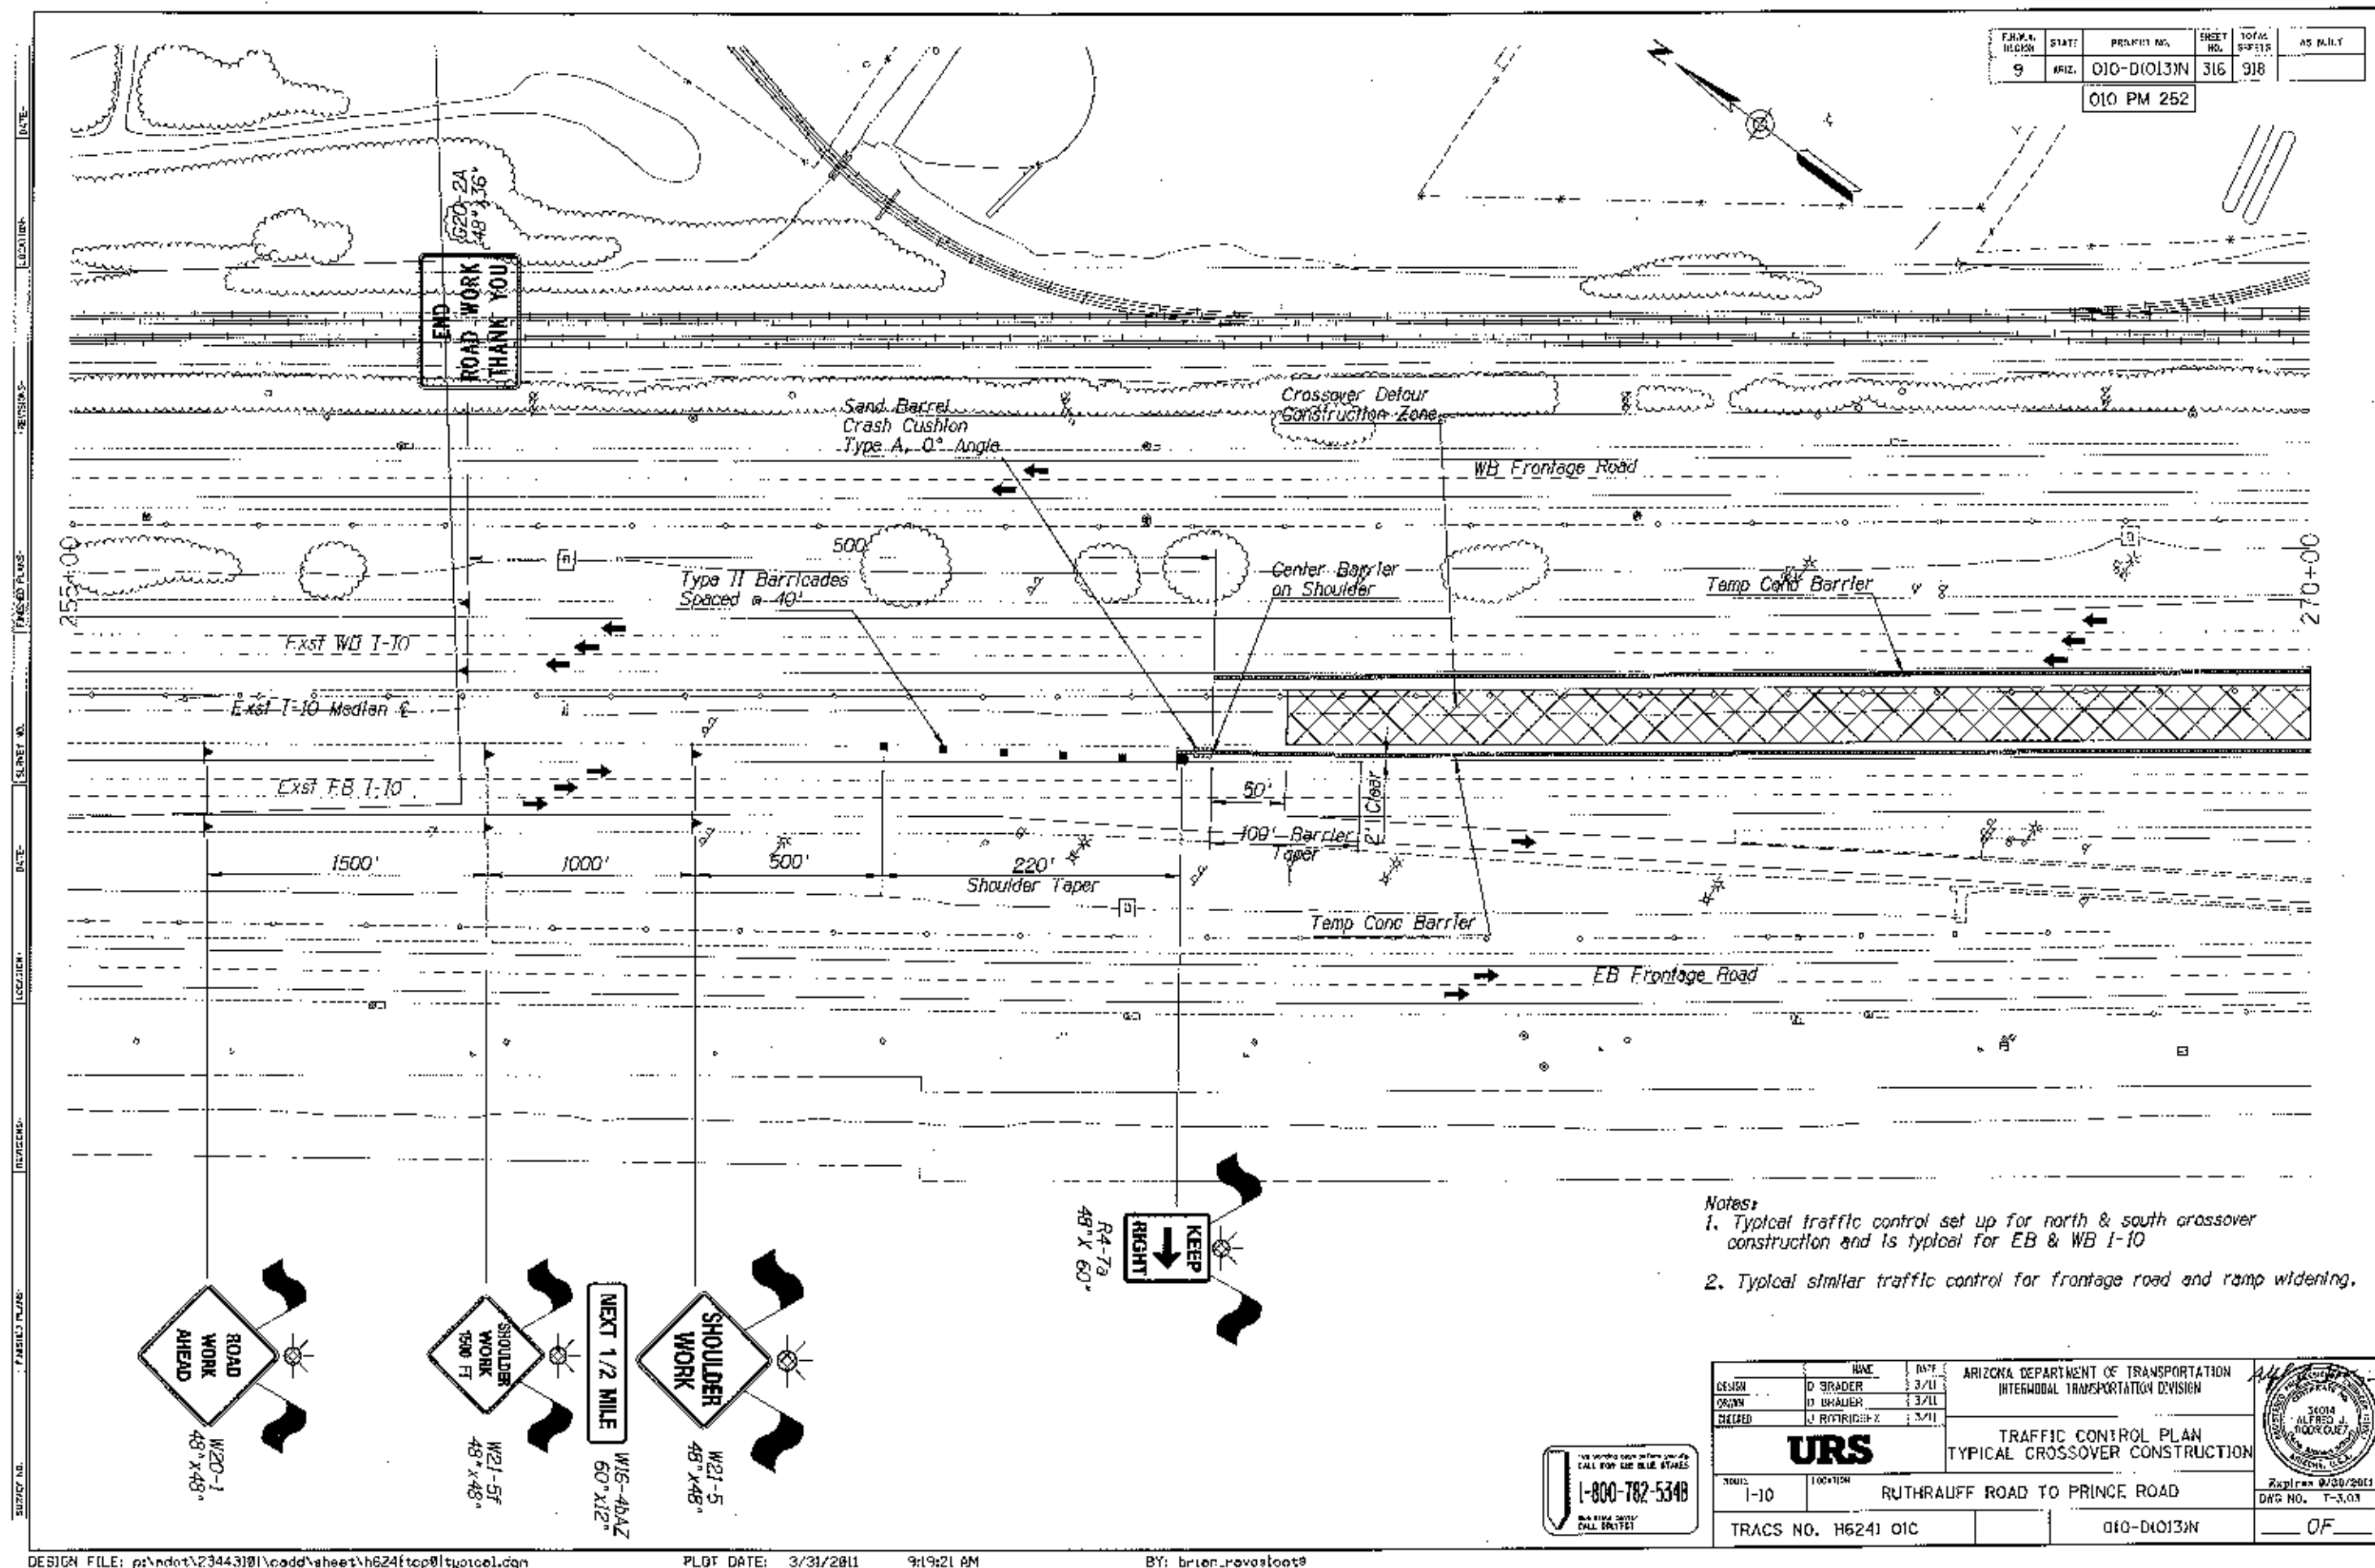 STATE
PROJECT NO.
SHEET NO.
TOTAL SHEETS
9
ARIZ.
010-D(013)N
316
918
010 PM 252
G20-2A
48"x36"
END
ROAD WORK
THANK YOU
Sand Barrel
Crash Cushion
Type A, 0° Angle
Crossover Detour
Construction Zone
WB Frontage Road
255+00
270+00
500'
Type II Barricades
Spaced @ 40'
Center Barrier
on Shoulder
Temp Conc Barrier
Exst WB I-10
Exst I-10 Median ℄
Exst EB I-10
50'
2' Clear
100' Barrier
Taper
1500'
1000'
500'
220'
Shoulder Taper
Temp Conc Barrier
EB Frontage Road
KEEP
RIGHT
R4-7a
48"X 60"
Notes:
1. Typical traffic control set up for north & south crossover
construction and is typical for EB & WB I-10
2. Typical similar traffic control for frontage road and ramp widening.
ROAD
WORK
AHEAD
W20-1
48"x48"
SHOULDER
WORK
1500 FT
W21-5f
48"x48"
NEXT 1/2 MILE
W16-4bAZ
60"x12"
SHOULDER
WORK
W21-5
48"x48"
1-800-782-5348
NAME
DATE
DESIGN
D BRADER
3/11
DRAWN
3/11
CHECKED
3/11
ARIZONA DEPARTMENT OF TRANSPORTATION
INTERMODAL TRANSPORTATION DIVISION
URS
TRAFFIC CONTROL PLAN
TYPICAL CROSSOVER CONSTRUCTION
ALFRED J.
RODRIGUEZ
DWG NO. T-3.03
ROUTE
I-10
LOCATION
RUTHRAUFF ROAD TO PRINCE ROAD
TRACS NO. H6241 01C
010-D(013)N
OF
PLOT DATE: 3/31/2011 9:19:21 AM